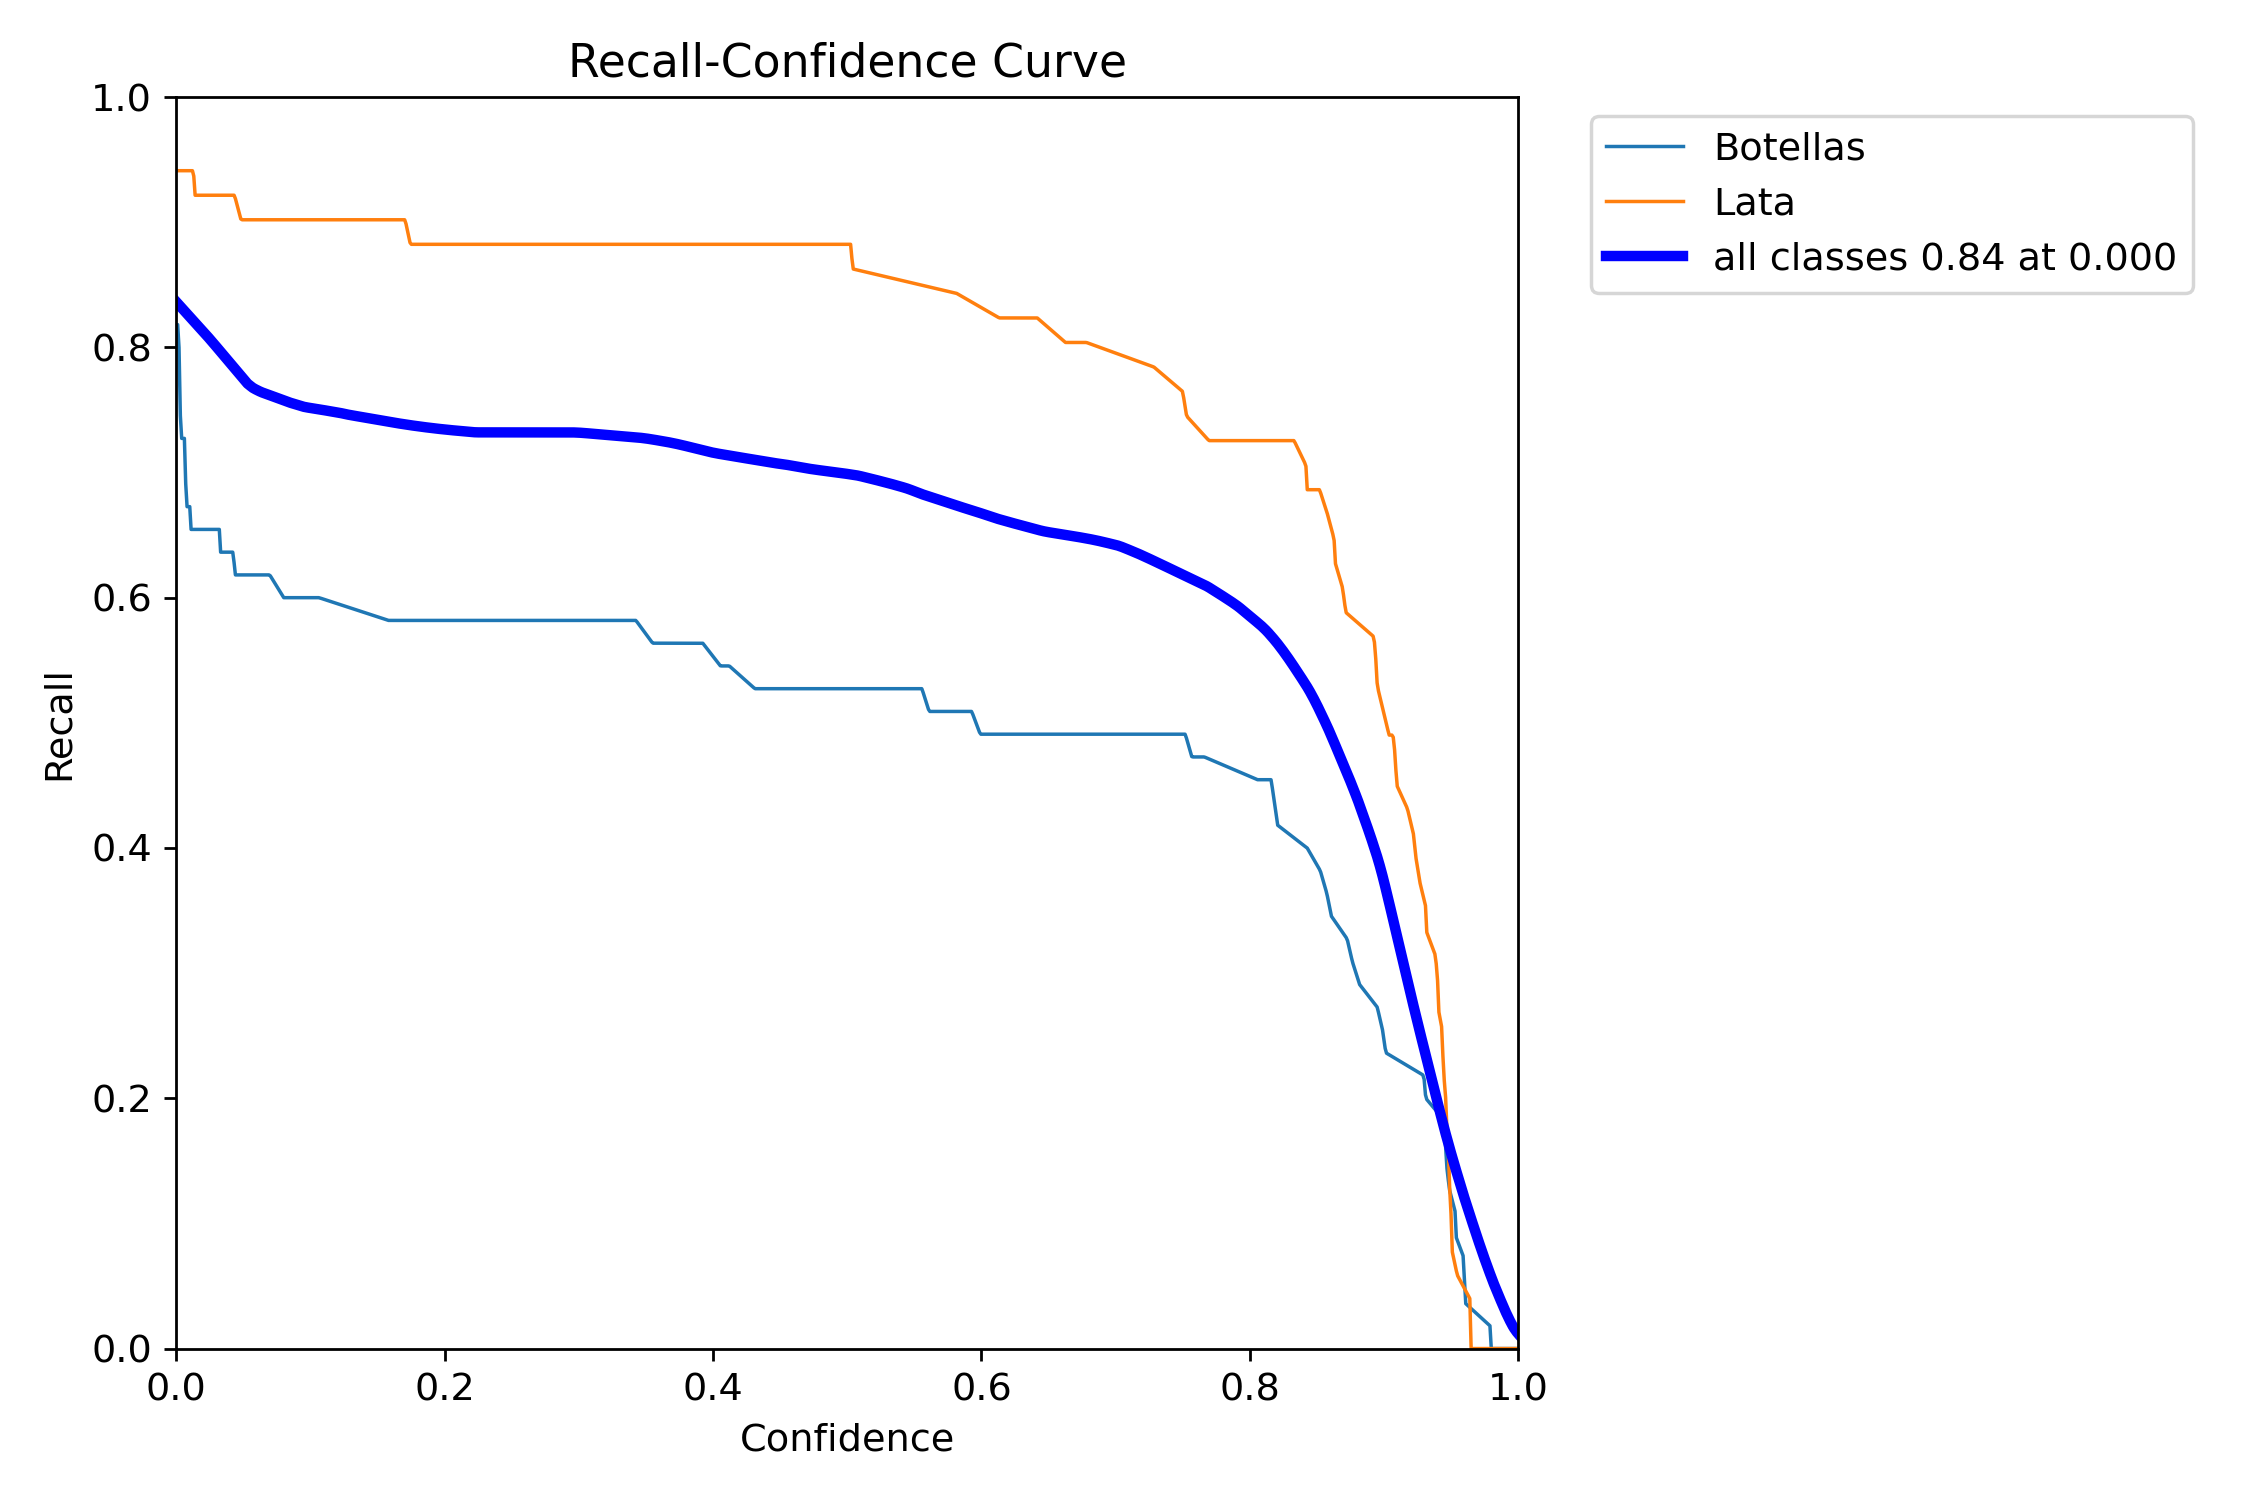 Recall-Confidence Curve
1.0
0.8
0.6
0.4
0.2
0.0
Recall
0.0 0.2 0.4 0.6 0.8 1.0
Confidence
Botellas
Lata
all classes 0.84 at 0.000